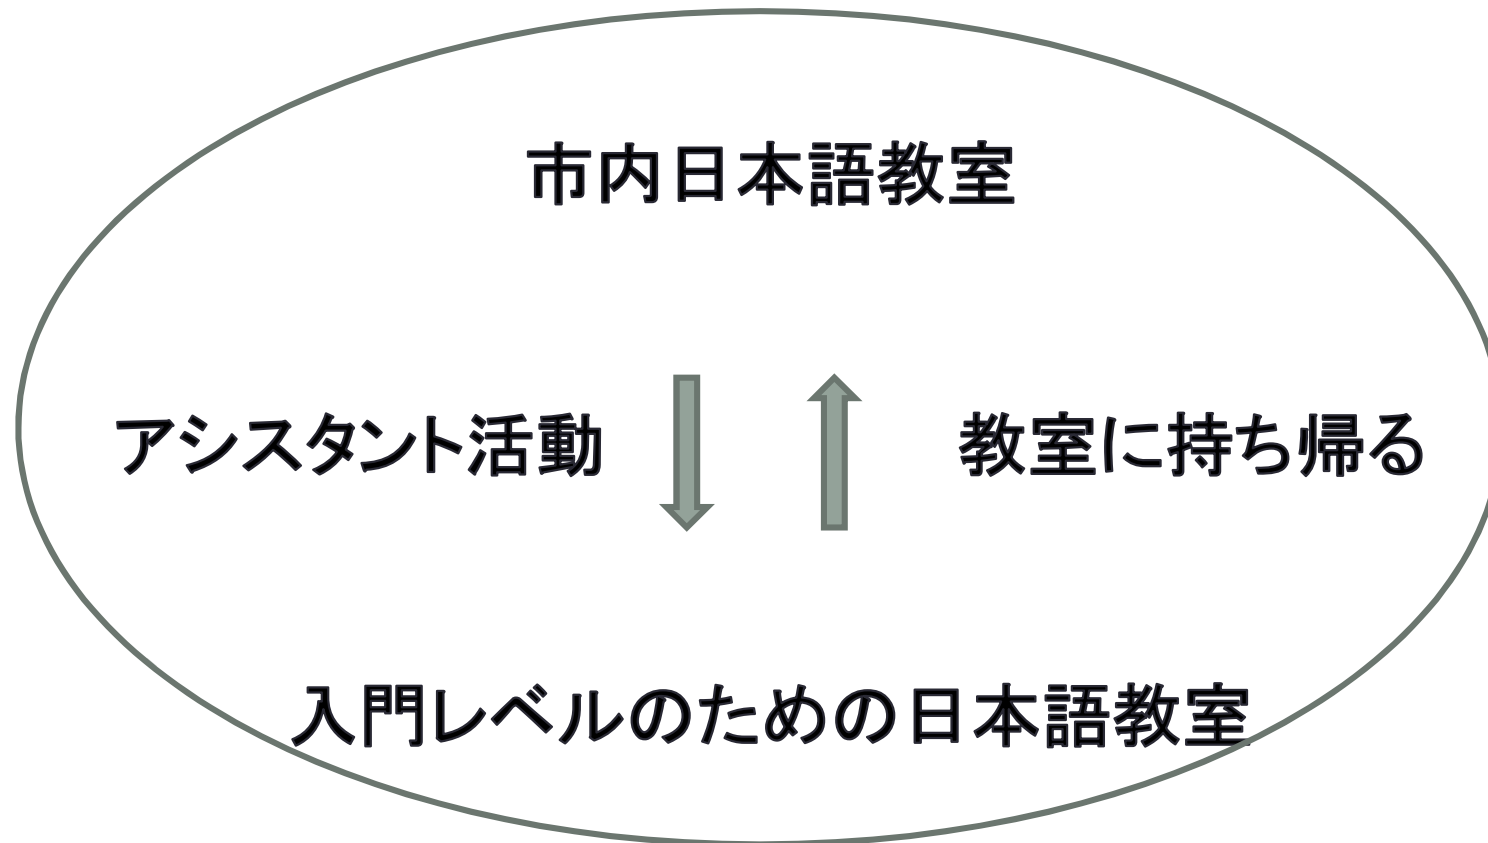 市内日本語教室
アシスタント活動
教室に持ち帰る
入門レベルのための日本語教室